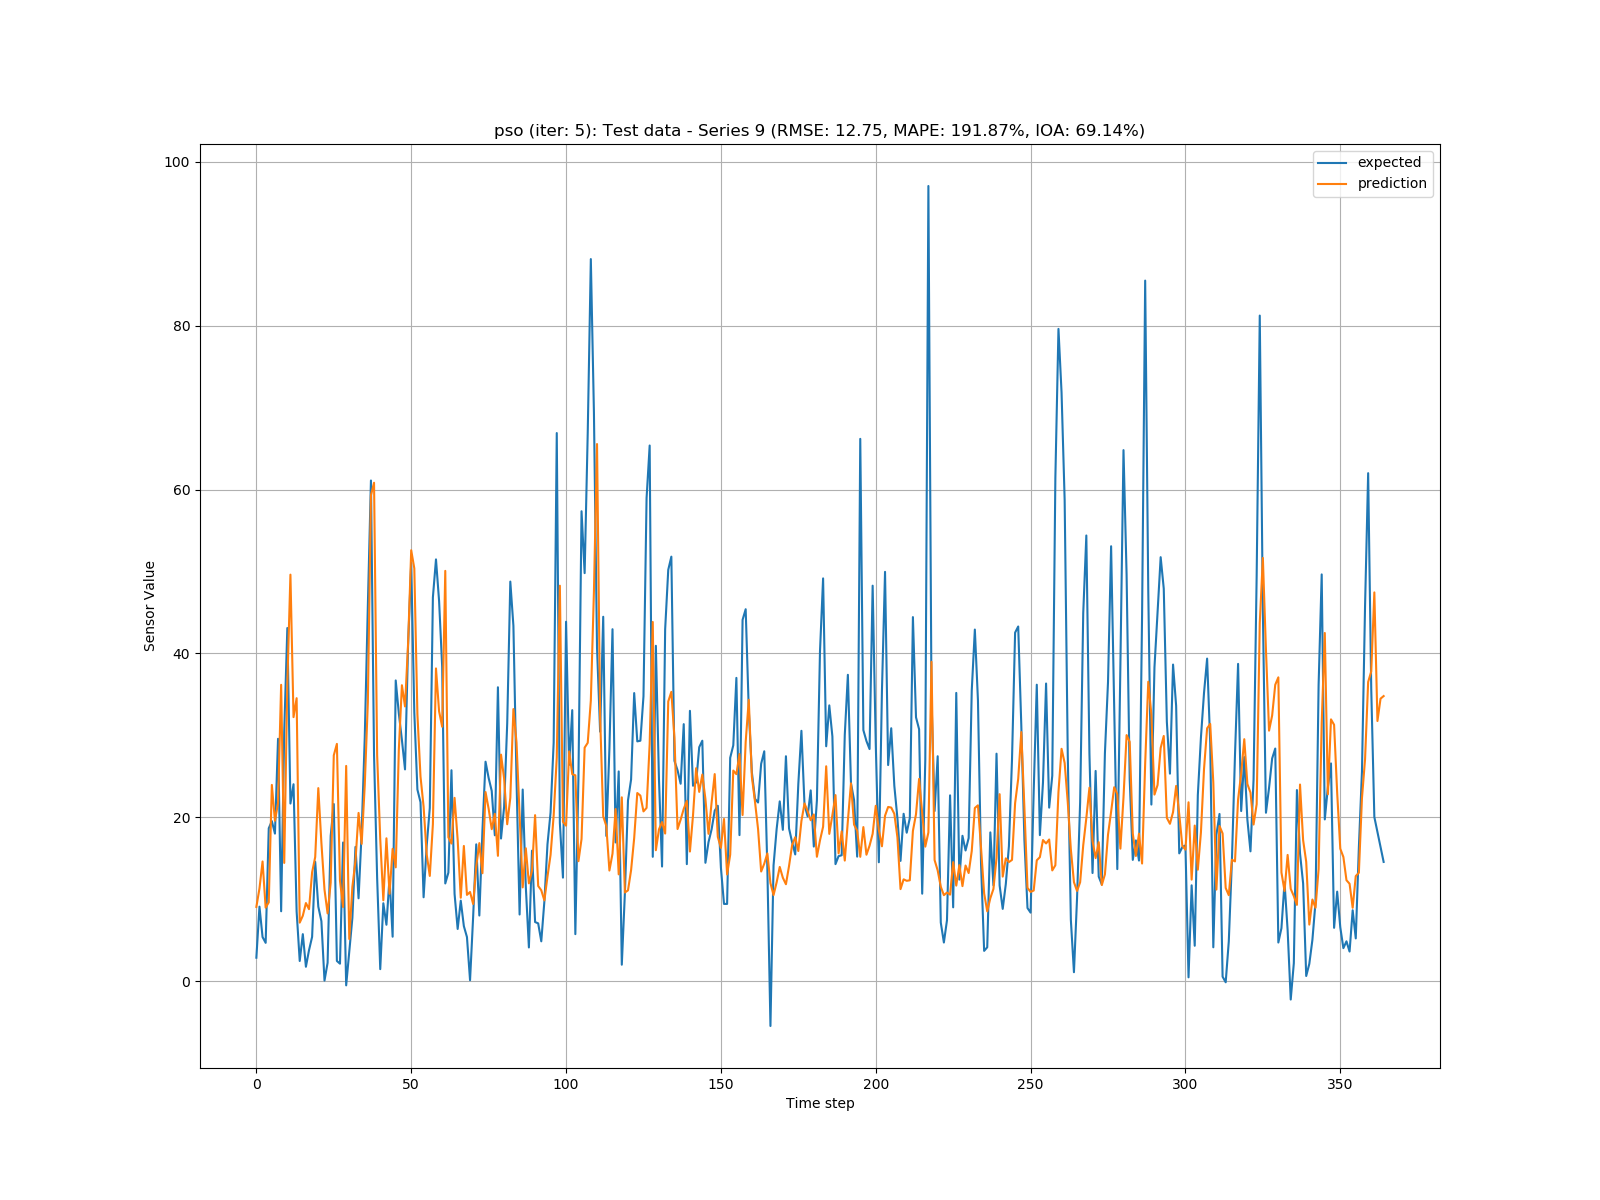 pso (iter: 5): Test data - Series 9 (RMSE: 12.75, MAPE: 191.87%, IOA: 69.14%)
expected
prediction
100
80
60
40
20
0
Sensor Value
0 50 100 150 200 250 300 350
Time step